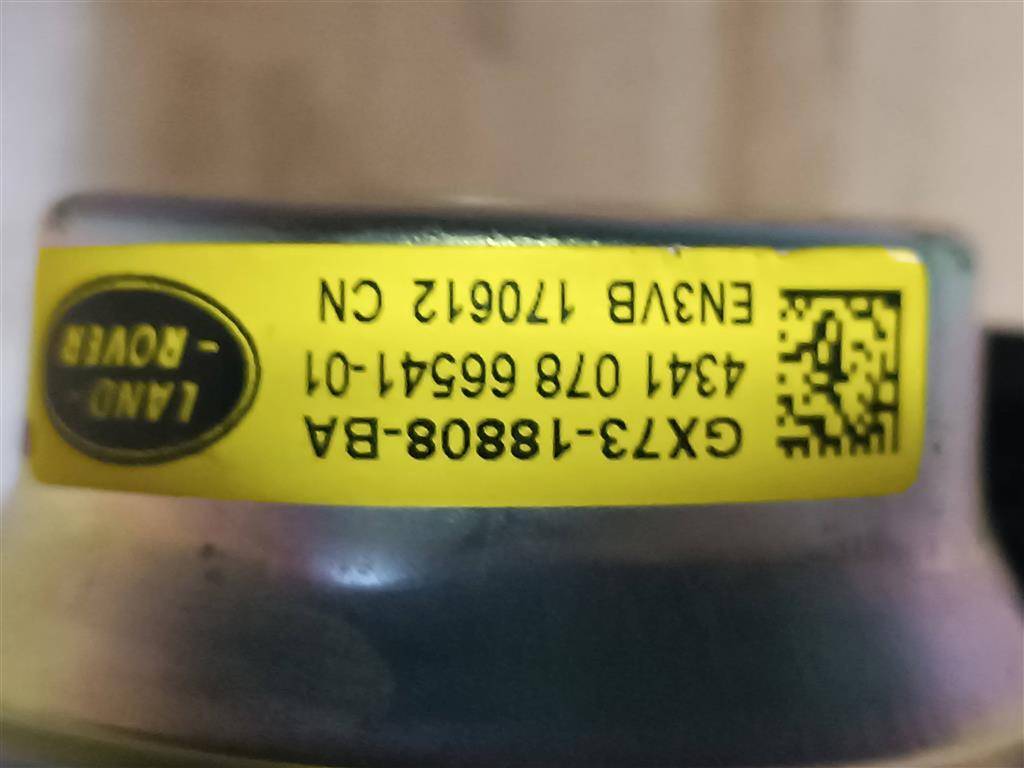 GX73-18808-BA
4341 078 66541-01
EN3VB 170612 CN
LAND-
-ROVER